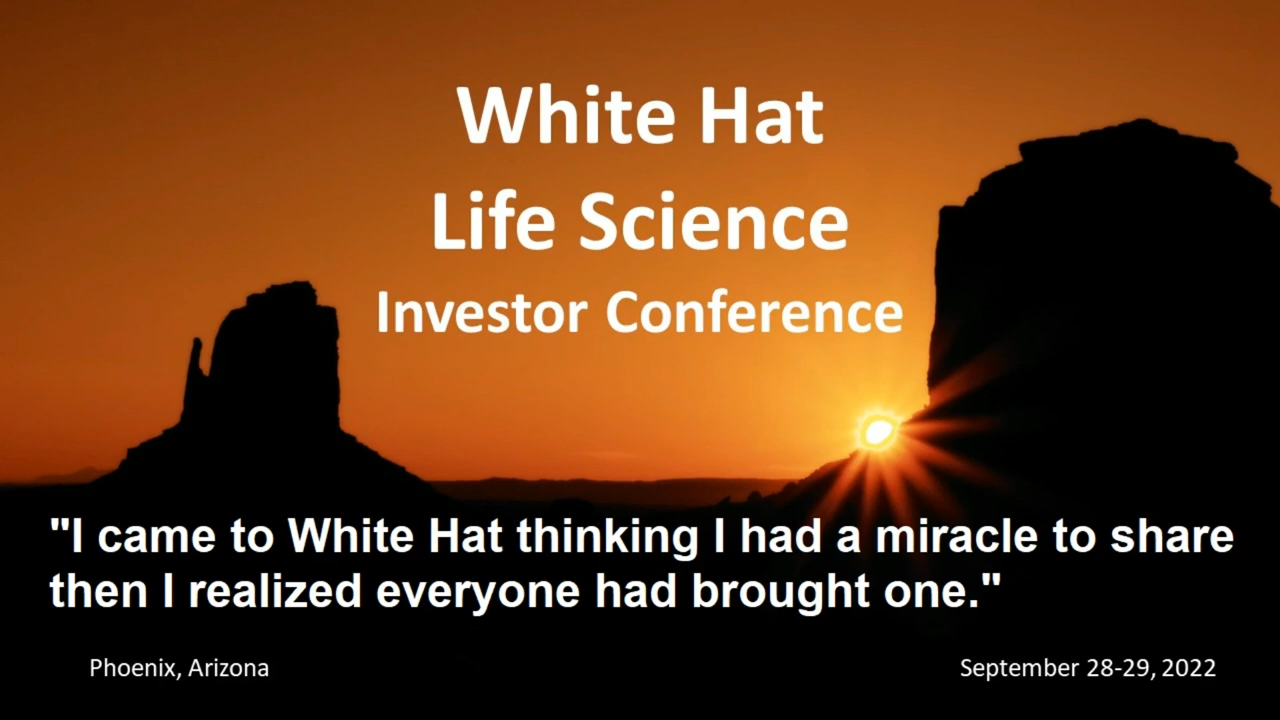 White Hat
Life Science
Investor Conference
"I came to White Hat thinking I had a miracle to share
then I realized everyone had brought one."
Phoenix, Arizona
September 28-29, 2022